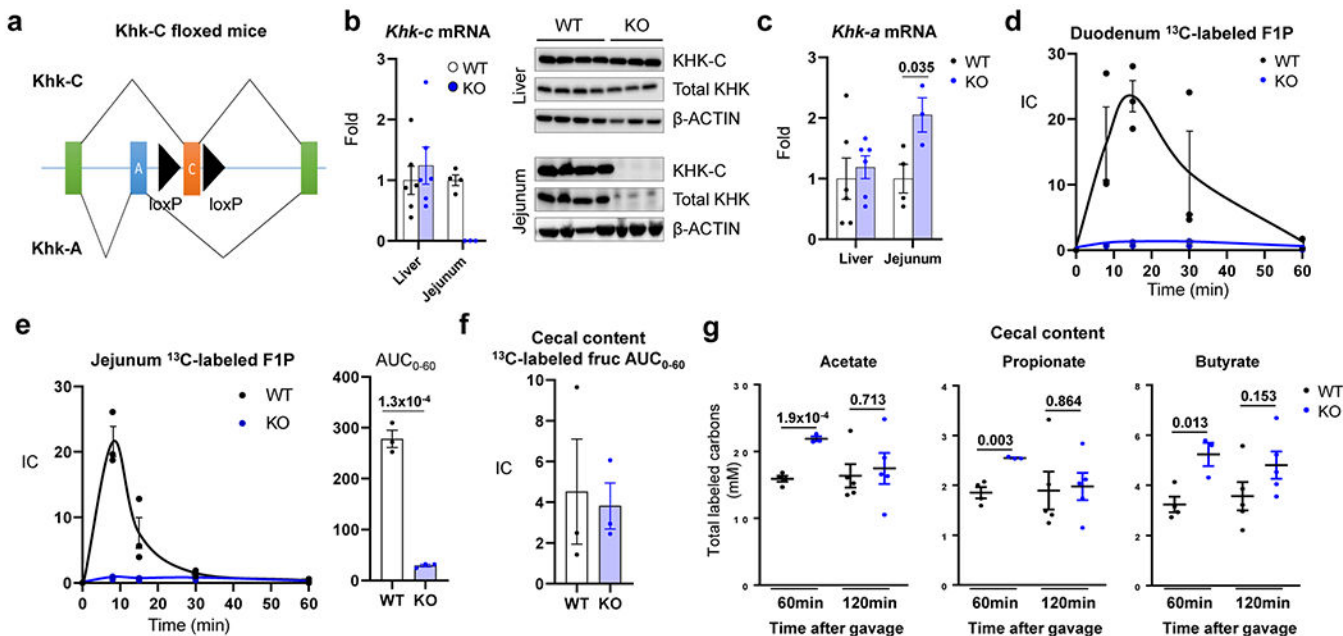 a
Khk-C floxed mice
Khk-C
A
C
loxP
loxP
Khk-A
b
Khk-c mRNA
WT
KO
Fold
3
2
1
0
Liver
Jejunum
WT
KO
Liver
KHK-C
Total KHK
β-ACTIN
Jejunum
KHK-C
Total KHK
β-ACTIN
c
Khk-a mRNA
WT
KO
0.035
Fold
3
2
1
0
Liver
Jejunum
d
Duodenum ¹³C-labeled F1P
WT
KO
IC
40
30
20
10
0
0 10 20 30 40 50 60
Time (min)
e
Jejunum ¹³C-labeled F1P
WT
KO
IC
30
20
10
0
0 10 20 30 40 50 60
Time (min)
AUC₀₋₆₀
1.3x10⁻⁴
400
300
200
100
0
WT
KO
f
Cecal content
¹³C-labeled fruc AUC₀₋₆₀
IC
10
8
6
4
2
0
WT
KO
g
Cecal content
Acetate
Total labeled carbons
(mM)
30
20
10
0
1.9x10⁻⁴
0.713
60min
120min
Time after gavage
Propionate
4
3
2
1
0
0.003
0.864
60min
120min
Time after gavage
Butyrate
8
6
4
2
0
0.013
0.153
60min
120min
Time after gavage
WT
KO